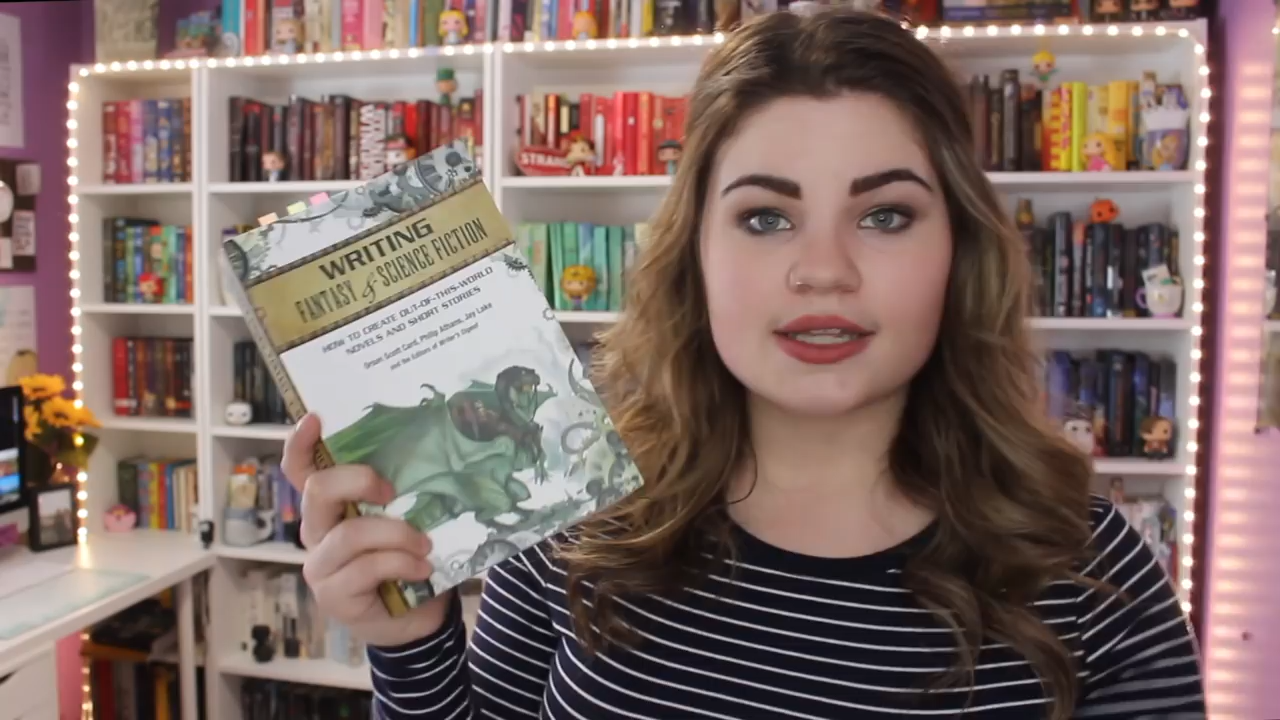 WRITING
FANTASY & SCIENCE FICTION
HOW TO CREATE OUT-OF-THIS-WORLD
NOVELS AND SHORT STORIES
Orson Scott Card, Philip Athans, Jay Lake
and the Editors of Writer's Digest
STRAN